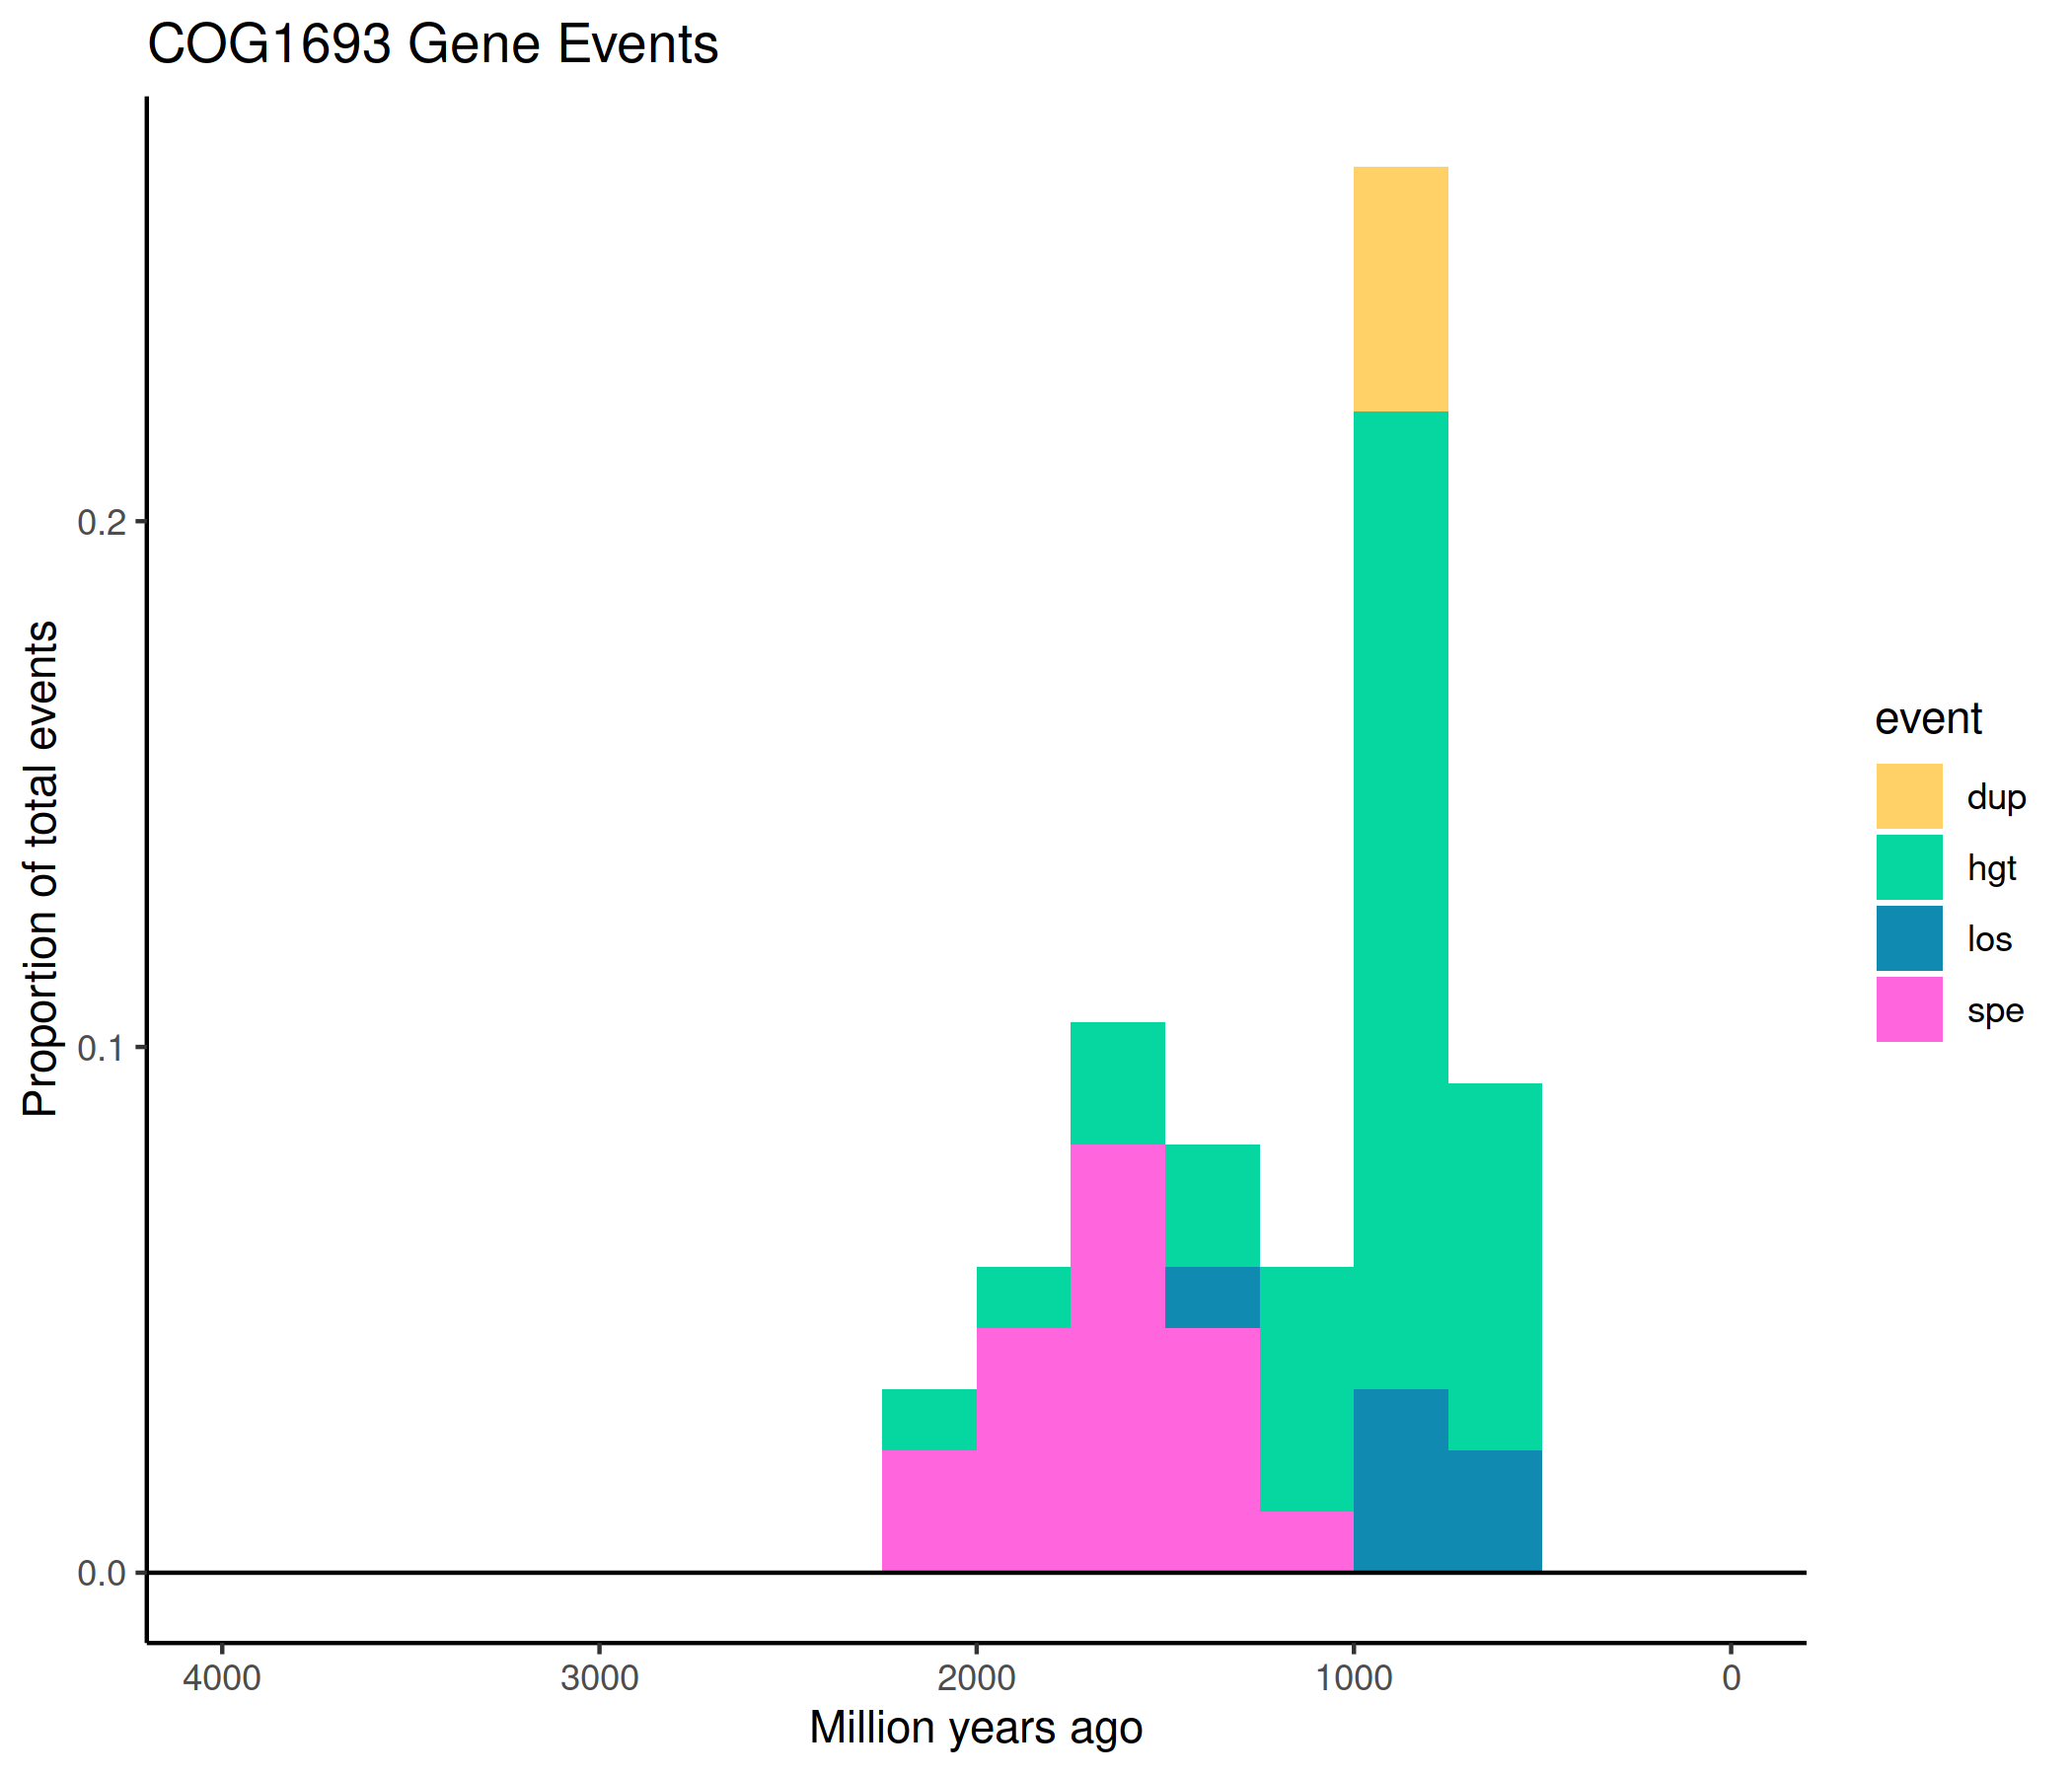 COG1693 Gene Events
Proportion of total events
0.2
0.1
0.0
4000 3000 2000 1000 0
Million years ago
event
dup
hgt
los
spe